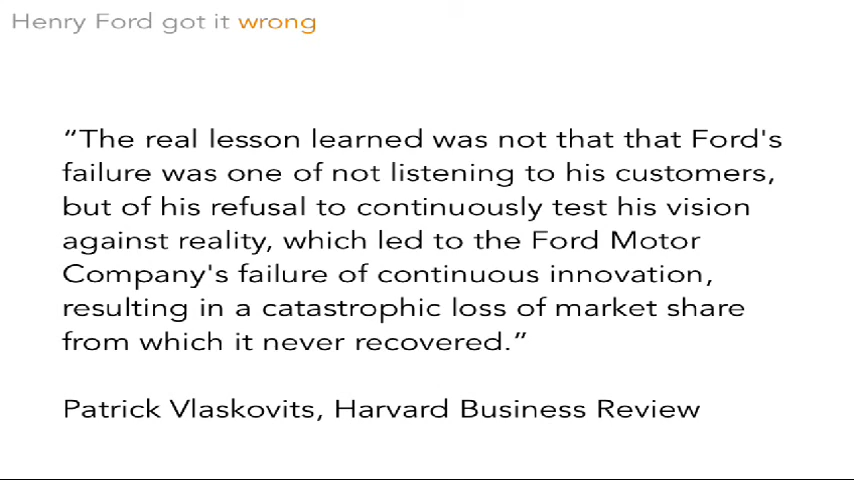 Henry Ford got it wrong
“The real lesson learned was not that that Ford's
failure was one of not listening to his customers,
but of his refusal to continuously test his vision
against reality, which led to the Ford Motor
Company's failure of continuous innovation,
resulting in a catastrophic loss of market share
from which it never recovered.”
Patrick Vlaskovits, Harvard Business Review